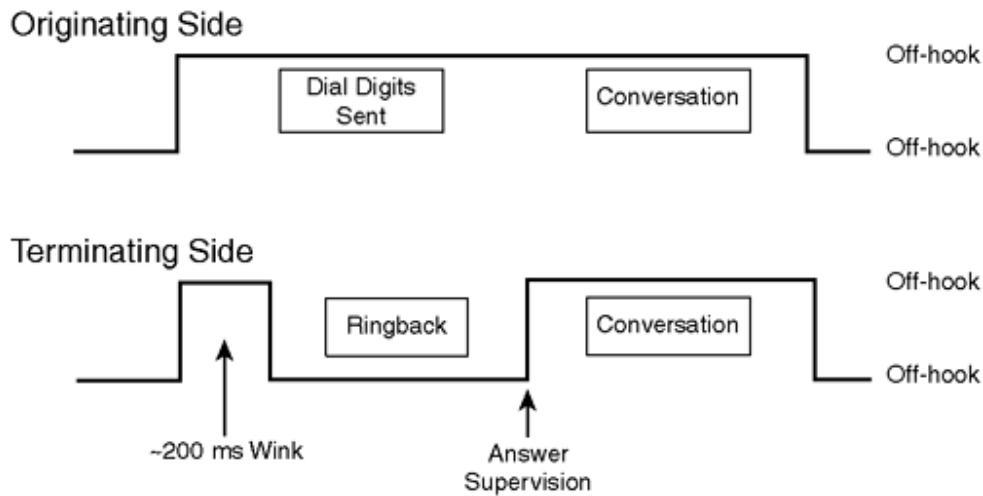 Originating Side
Off-hook
Dial Digits
Sent
Conversation
Off-hook
Terminating Side
Off-hook
Ringback
Conversation
Off-hook
~200 ms Wink
Answer
Supervision